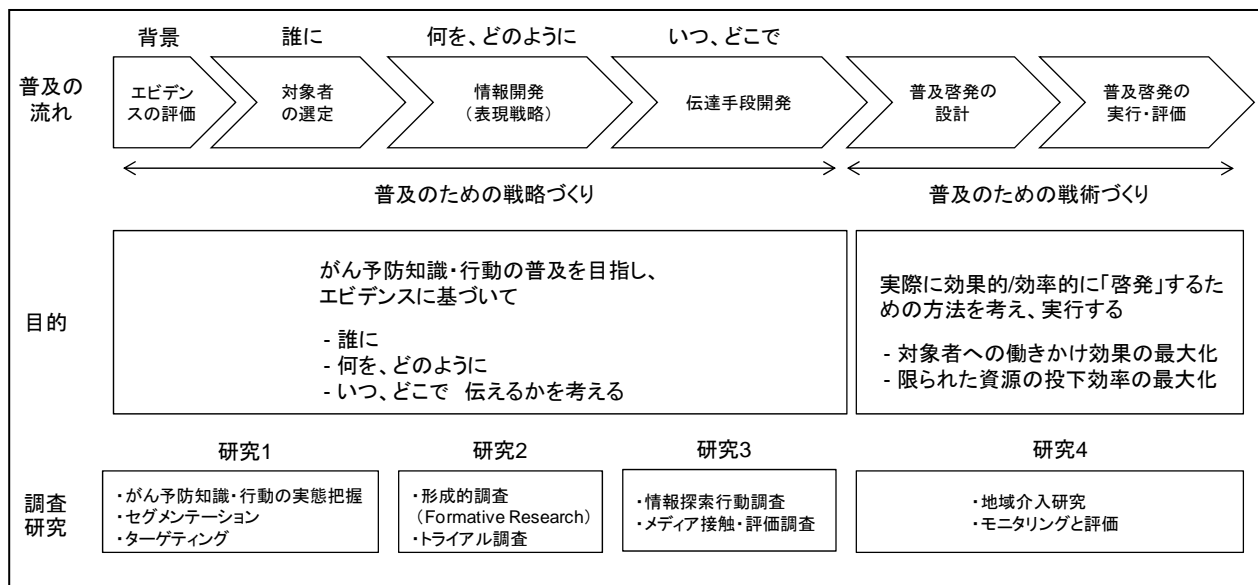 背景
誰に
何を、どのように
いつ、どこで
普及の
流れ
エビデン
スの評価
対象者
の選定
情報開発
(表現戦略)
伝達手段開発
普及啓発の
設計
普及啓発の
実行・評価
普及のための戦略づくり
普及のための戦術づくり
目的
がん予防知識・行動の普及を目指し、
エビデンスに基づいて
- 誰に
- 何を、どのように
- いつ、どこで 伝えるかを考える
実際に効果的/効率的に「啓発」するた
めの方法を考え、実行する
- 対象者への働きかけ効果の最大化
- 限られた資源の投下効率の最大化
調査
研究
研究1
・がん予防知識・行動の実態把握
・セグメンテーション
・ターゲティング
研究2
・形成的調査
(Formative Research)
・トライアル調査
研究3
・情報探索行動調査
・メディア接触・評価調査
研究4
・地域介入研究
・モニタリングと評価